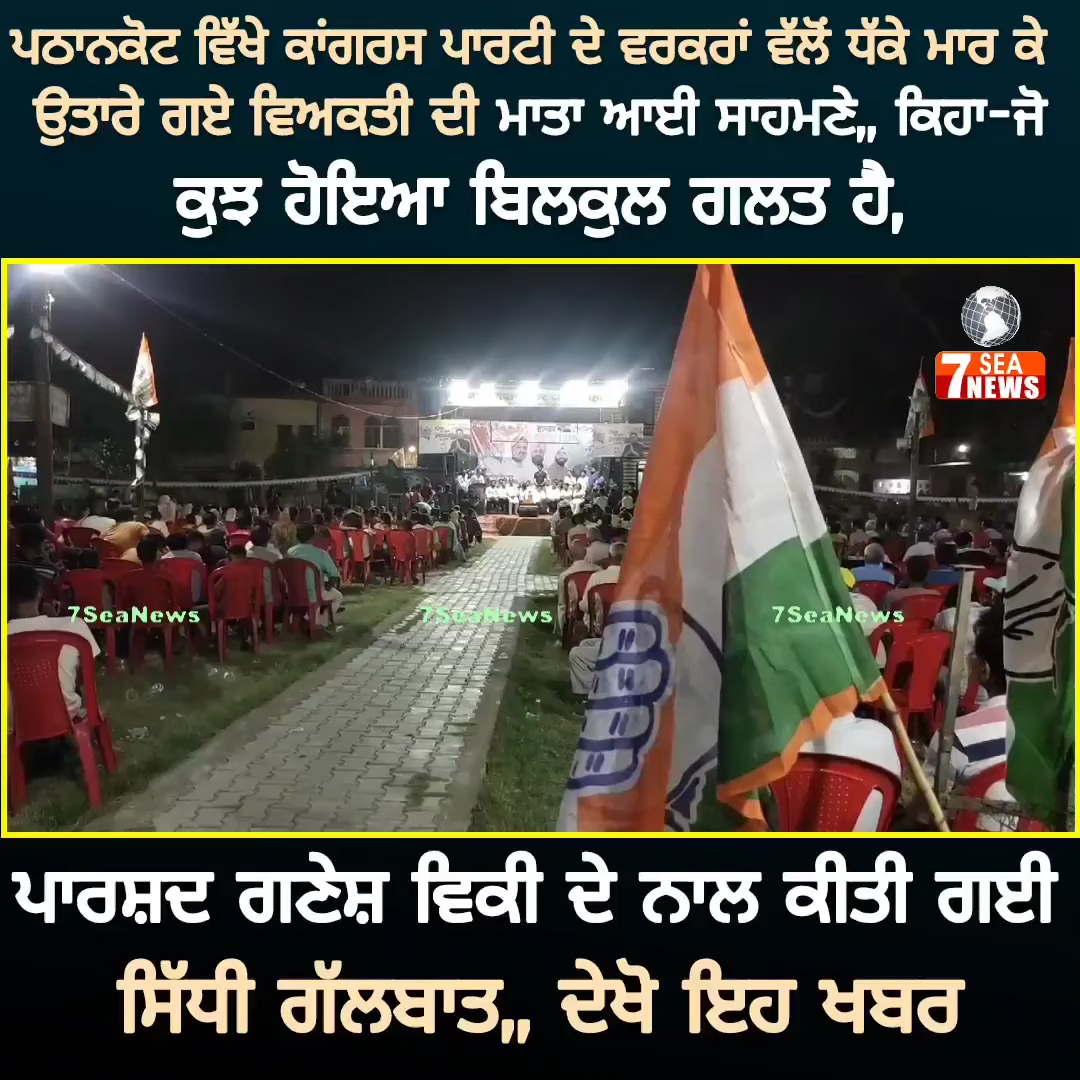 ਪਠਾਨਕੋਟ ਵਿੱਖੇ ਕਾਂਗਰਸ ਪਾਰਟੀ ਦੇ ਵਰਕਰਾਂ ਵੱਲੋਂ ਧੱਕੇ ਮਾਰ ਕੇ
ਉਤਾਰੇ ਗਏ ਵਿਅਕਤੀ ਦੀ ਮਾਤਾ ਆਈ ਸਾਹਮਣੇ,, ਕਿਹਾ-ਜੋ
ਕੁਝ ਹੋਇਆ ਬਿਲਕੁਲ ਗਲਤ ਹੈ,
7 SEA
NEWS
7SeaNews 7SeaNews 7SeaNews
ਪਾਰਸ਼ਦ ਗਣੇਸ਼ ਵਿਕੀ ਦੇ ਨਾਲ ਕੀਤੀ ਗਈ
ਸਿੱਧੀ ਗੱਲਬਾਤ,, ਦੇਖੋ ਇਹ ਖਬਰ